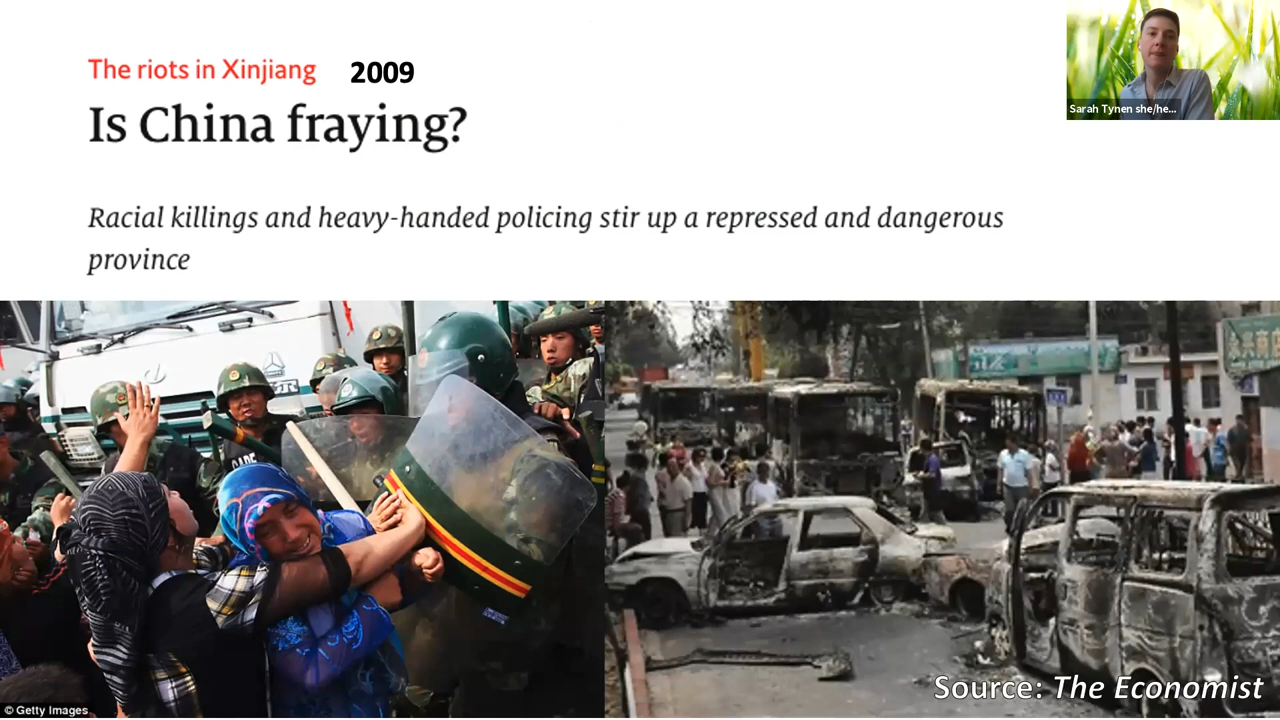 The riots in Xinjiang 2009
Is China fraying?
Racial killings and heavy-handed policing stir up a repressed and dangerous
province
Sarah Tynen she/he...
© Getty Images
Source: The Economist